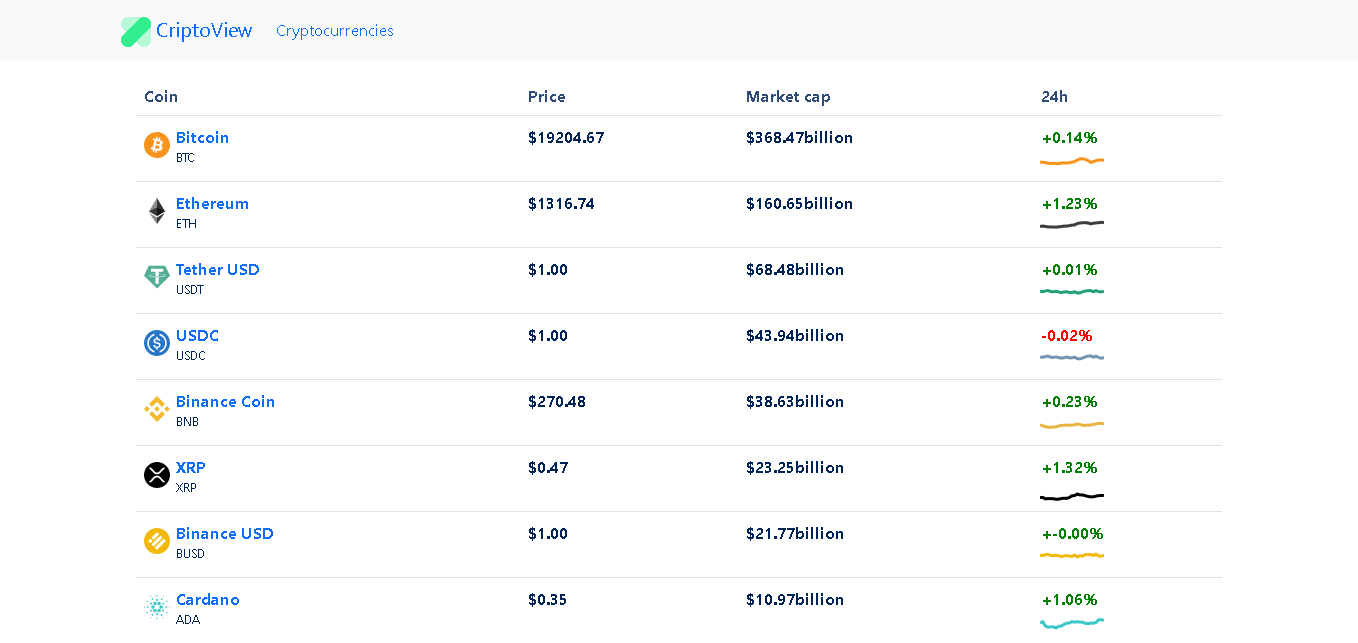 CriptoView Cryptocurrencies
Coin Price Market cap 24h
Bitcoin $19204.67 $368.47billion +0.14%
BTC
Ethereum $1316.74 $160.65billion +1.23%
ETH
Tether USD $1.00 $68.48billion +0.01%
USDT
USDC $1.00 $43.94billion -0.02%
USDC
Binance Coin $270.48 $38.63billion +0.23%
BNB
XRP $0.47 $23.25billion +1.32%
XRP
Binance USD $1.00 $21.77billion +-0.00%
BUSD
Cardano $0.35 $10.97billion +1.06%
ADA